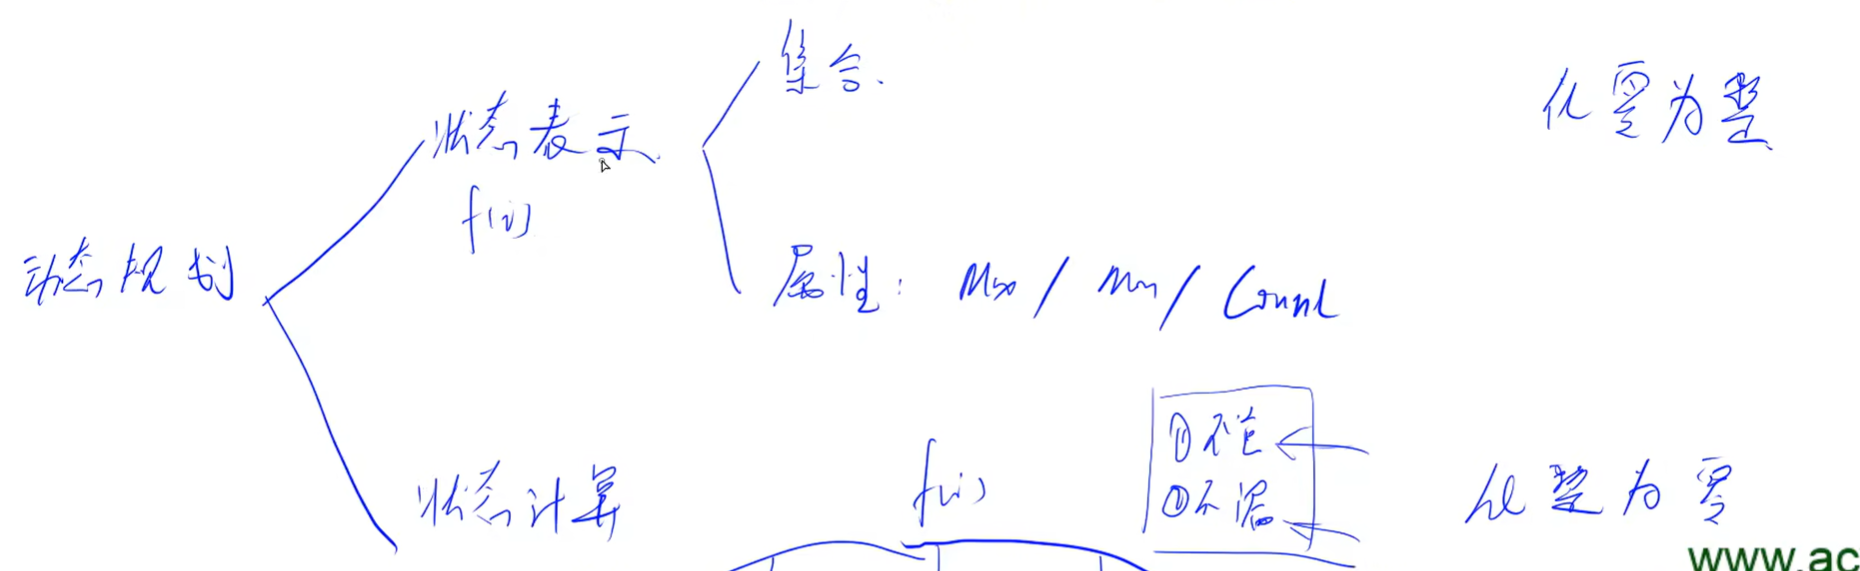 集合.
化零为整
状态表示
f(i)
动态规划
属性: Max / Min / Count
①不重
f(i)
②不漏
状态计算
化整为零
www.ac